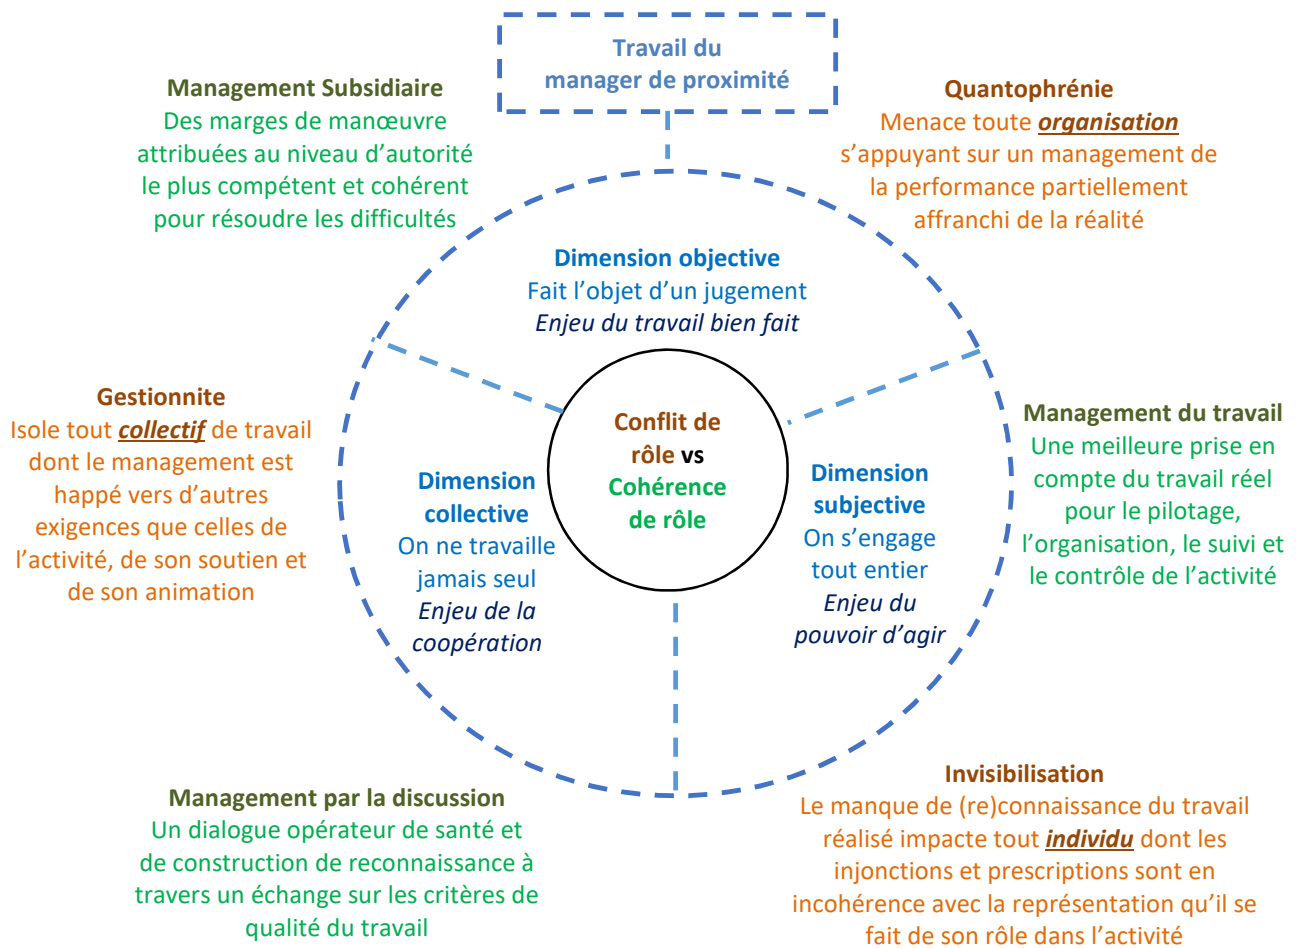 Travail du
manager de proximité
Management Subsidiaire
Des marges de manœuvre
attribuées au niveau d’autorité
le plus compétent et cohérent
pour résoudre les difficultés
Quantophrénie
Menace toute organisation
s’appuyant sur un management de
la performance partiellement
affranchi de la réalité
Dimension objective
Fait l’objet d’un jugement
Enjeu du travail bien fait
Gestionnite
Isole tout collectif de travail
dont le management est
happé vers d’autres
exigences que celles de
l’activité, de son soutien et
de son animation
Conflit de
rôle vs
Cohérence
de rôle
Dimension
collective
On ne travaille
jamais seul
Enjeu de la
coopération
Dimension
subjective
On s’engage
tout entier
Enjeu du
pouvoir d’agir
Management du travail
Une meilleure prise en
compte du travail réel
pour le pilotage,
l’organisation, le suivi et
le contrôle de l’activité
Management par la discussion
Un dialogue opérateur de santé et
de construction de reconnaissance à
travers un échange sur les critères de
qualité du travail
Invisibilisation
Le manque de (re)connaissance du travail
réalisé impacte tout individu dont les
injonctions et prescriptions sont en
incohérence avec la représentation qu’il se
fait de son rôle dans l’activité